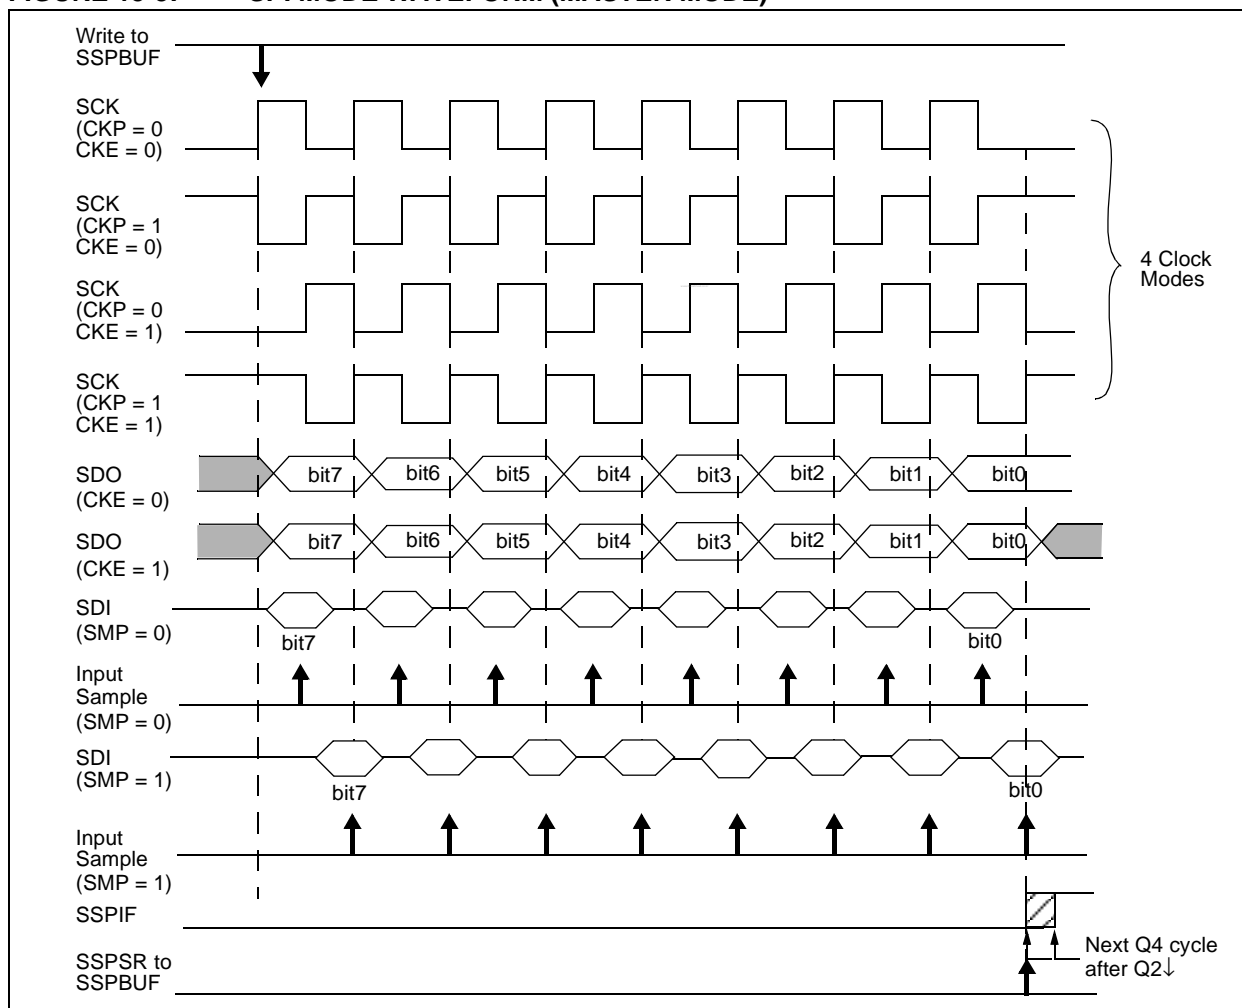 Write to
SSPBUF
SCK
(CKP = 0
CKE = 0)
SCK
(CKP = 1
CKE = 0)
4 Clock
Modes
SCK
(CKP = 0
CKE = 1)
SCK
(CKP = 1
CKE = 1)
SDO
(CKE = 0)
bit7 bit6 bit5 bit4 bit3 bit2 bit1 bit0
SDO
(CKE = 1)
bit7 bit6 bit5 bit4 bit3 bit2 bit1 bit0
SDI
(SMP = 0)
bit7 bit0
Input
Sample
(SMP = 0)
SDI
(SMP = 1)
bit7 bit0
Input
Sample
(SMP = 1)
SSPIF
Next Q4 cycle
after Q2↓
SSPSR to
SSPBUF